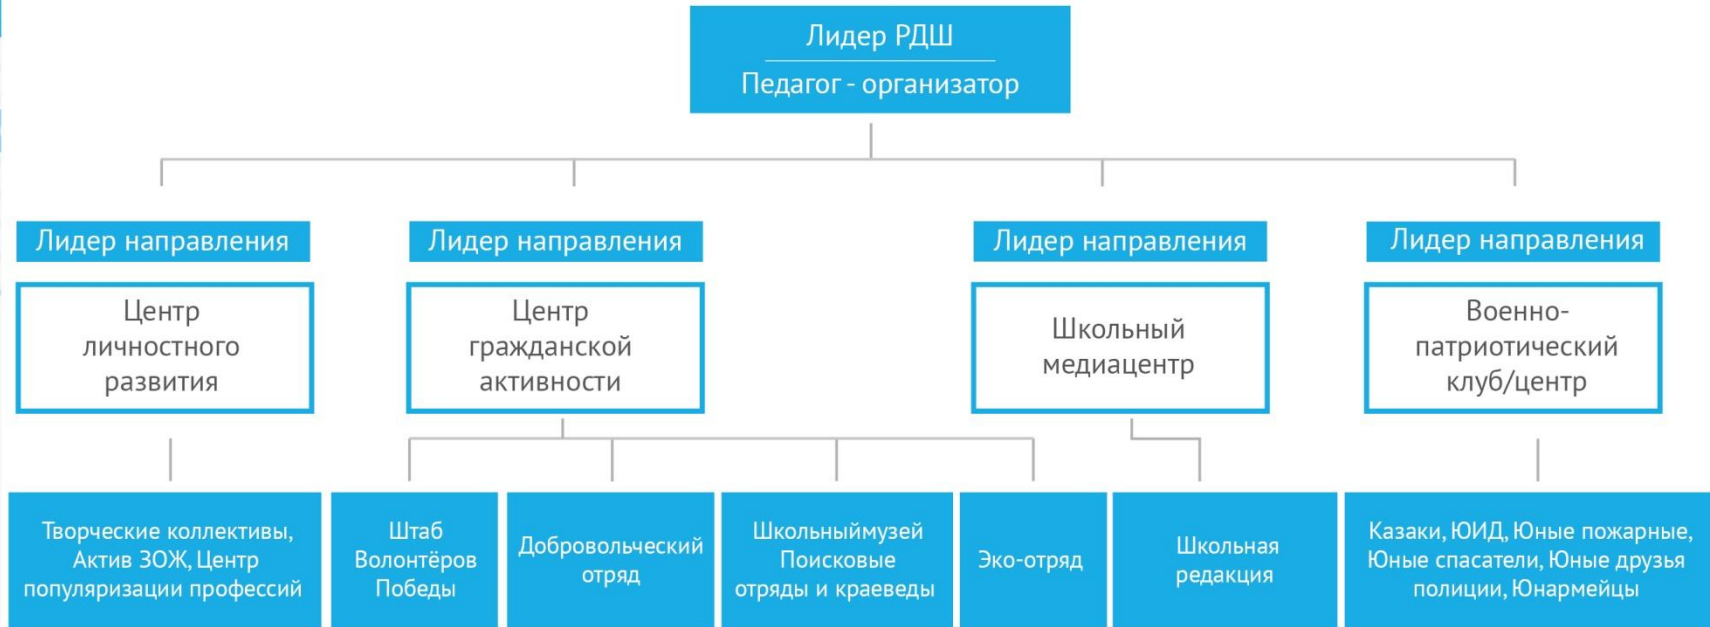 Лидер РДШ
Педагог - организатор
Лидер направления
Лидер направления
Лидер направления
Лидер направления
Центр
личностного
развития
Центр
гражданской
активности
Школьный
медиацентр
Военно-
патриотический
клуб/центр
Творческие коллективы,
Актив ЗОЖ, Центр
популяризации профессий
Штаб
Волонтёров
Победы
Добровольческий
отряд
Школьныймузей
Поисковые
отряды и краеведы
Эко-отряд
Школьная
редакция
Казаки, ЮИД, Юные пожарные,
Юные спасатели, Юные друзья
полиции, Юнармейцы